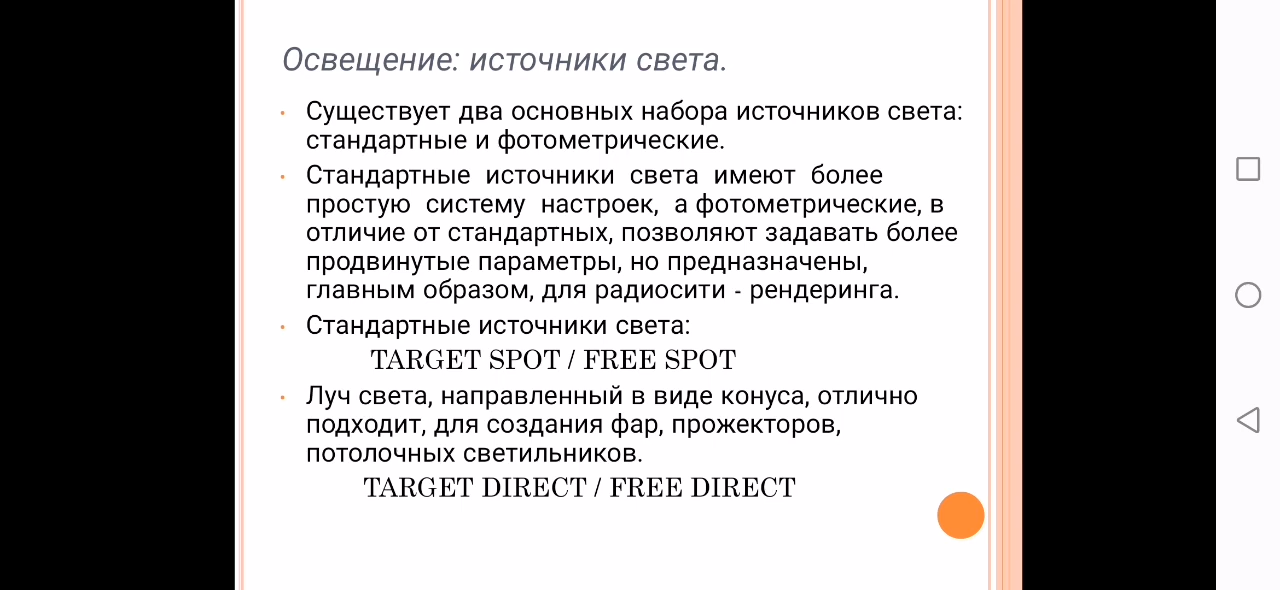 Освещение: источники света.
Существует два основных набора источников света:
стандартные и фотометрические.
Стандартные источники света имеют более
простую систему настроек, а фотометрические, в
отличие от стандартных, позволяют задавать более
продвинутые параметры, но предназначены,
главным образом, для радиосити - рендеринга.
Стандартные источники света:
TARGET SPOT / FREE SPOT
Луч света, направленный в виде конуса, отлично
подходит, для создания фар, прожекторов,
потолочных светильников.
TARGET DIRECT / FREE DIRECT